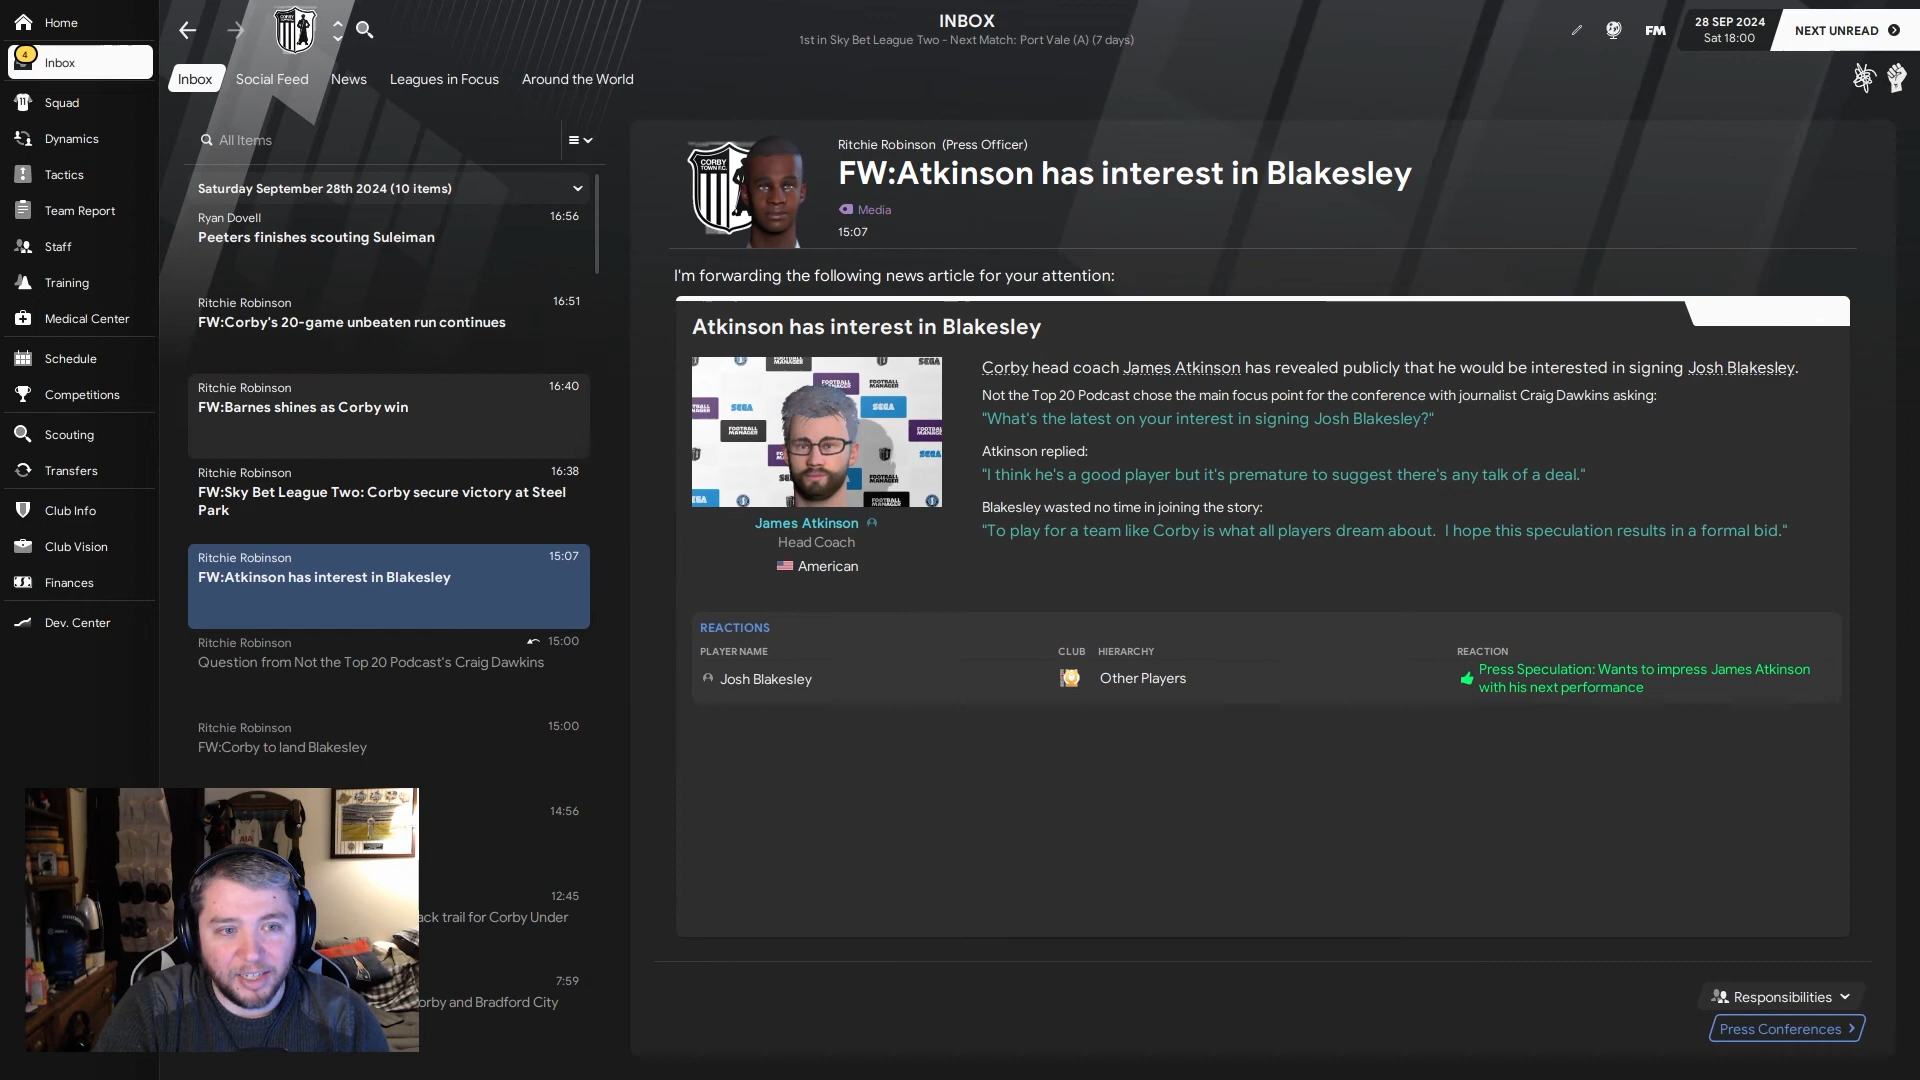 Home
4
Inbox
Squad
Dynamics
Tactics
Team Report
Staff
Training
Medical Center
Schedule
Competitions
Scouting
Transfers
Club Info
Club Vision
Finances
Dev. Center
INBOX
1st in Sky Bet League Two - Next Match: Port Vale (A) (7 days)
FM
28 SEP 2024
Sat 18:00
NEXT UNREAD
Inbox
Social Feed
News
Leagues in Focus
Around the World
All Items
Saturday September 28th 2024 (10 items)
Ryan Dovell
16:56
Peeters finishes scouting Suleiman
Ritchie Robinson
16:51
FW:Corby's 20-game unbeaten run continues
Ritchie Robinson
16:40
FW:Barnes shines as Corby win
Ritchie Robinson
16:38
FW:Sky Bet League Two: Corby secure victory at Steel
Park
Ritchie Robinson
15:07
FW:Atkinson has interest in Blakesley
Ritchie Robinson
15:00
Question from Not the Top 20 Podcast's Craig Dawkins
Ritchie Robinson
15:00
FW:Corby to land Blakesley
14:56
12:45
ack trail for Corby Under
7:59
orby and Bradford City
CORBY
TOWN F.C.
Ritchie Robinson (Press Officer)
FW:Atkinson has interest in Blakesley
Media
15:07
I'm forwarding the following news article for your attention:
Atkinson has interest in Blakesley
SEGA
FOOTBALL MANAGER
James Atkinson
Head Coach
American
Corby head coach James Atkinson has revealed publicly that he would be interested in signing Josh Blakesley.
Not the Top 20 Podcast chose the main focus point for the conference with journalist Craig Dawkins asking:
"What's the latest on your interest in signing Josh Blakesley?"
Atkinson replied:
"I think he's a good player but it's premature to suggest there's any talk of a deal."
Blakesley wasted no time in joining the story:
"To play for a team like Corby is what all players dream about. I hope this speculation results in a formal bid."
REACTIONS
PLAYER NAME
CLUB
HIERARCHY
REACTION
Josh Blakesley
Other Players
Press Speculation: Wants to impress James Atkinson
with his next performance
Responsibilities
Press Conferences